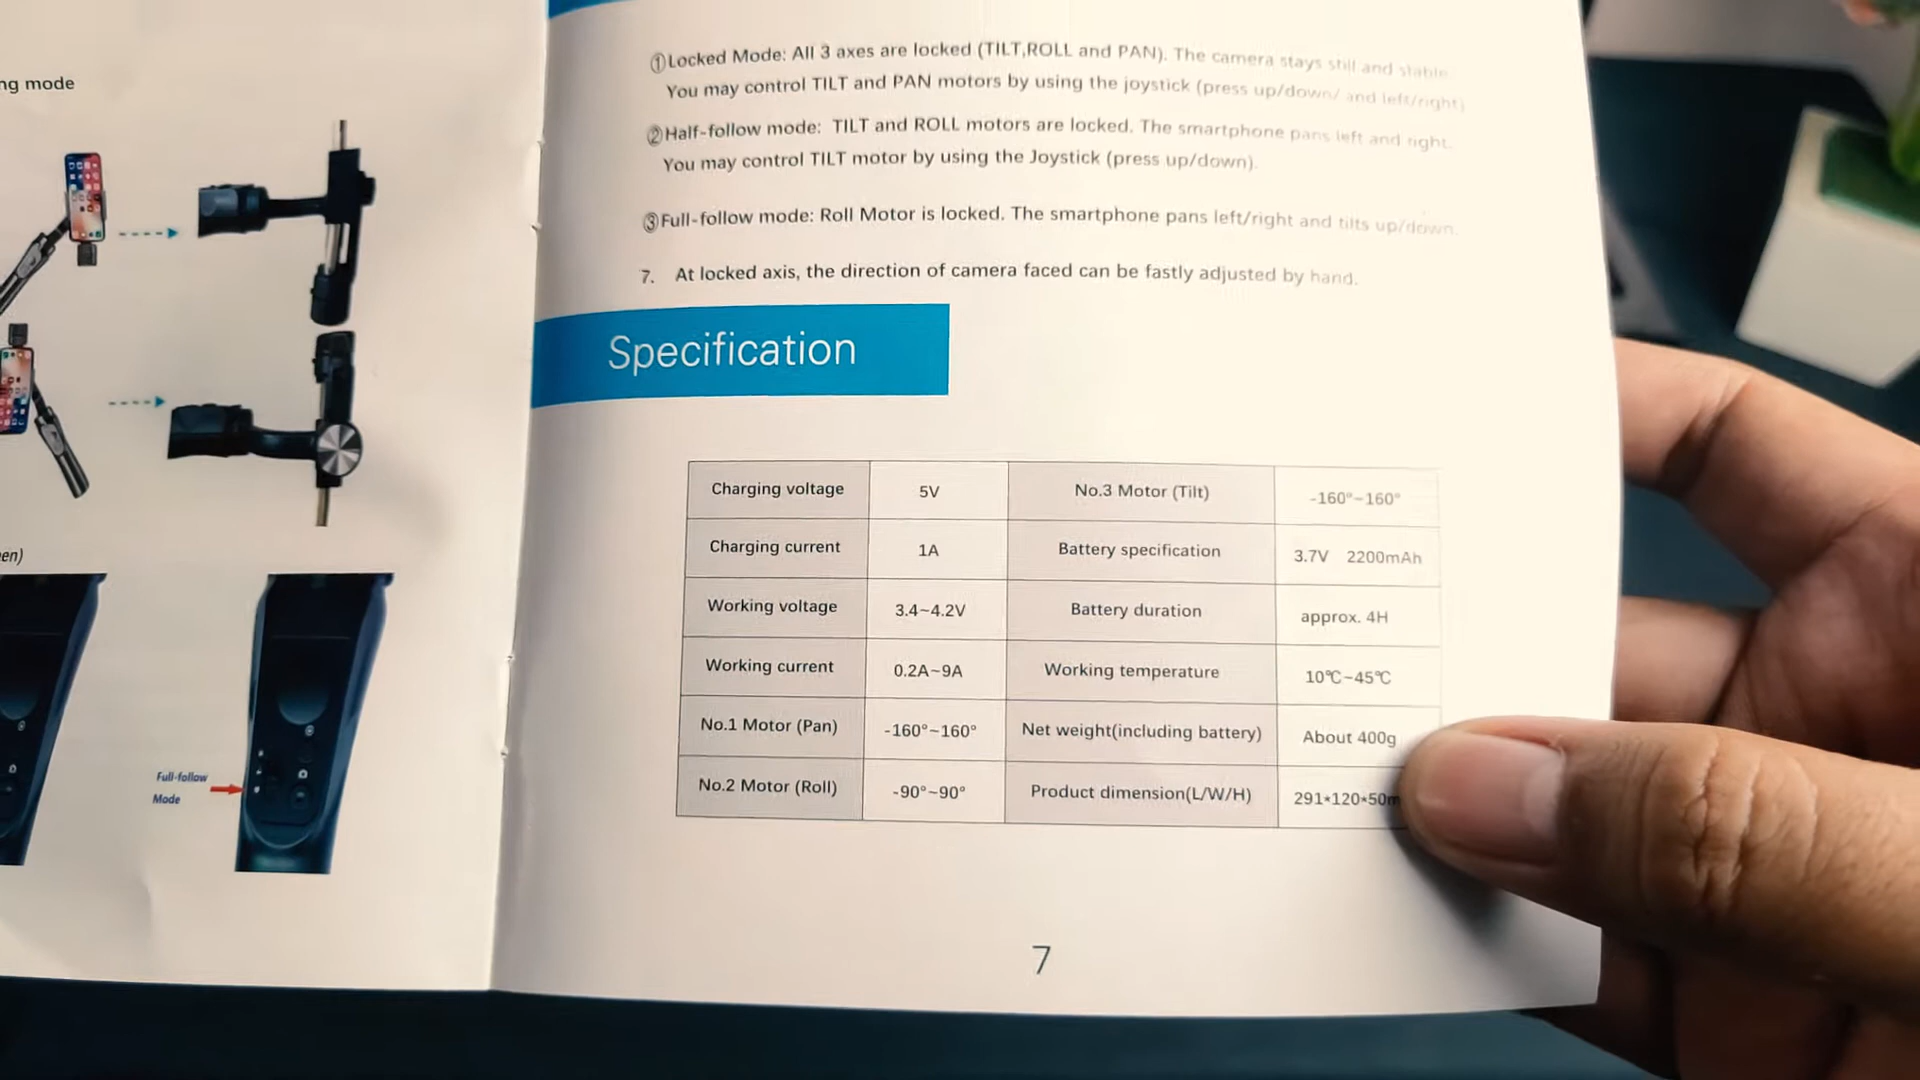 ng mode
en)
Full-follow
Mode
①Locked Mode: All 3 axes are locked (TILT,ROLL and PAN). The camera stays still and stable
You may control TILT and PAN motors by using the joystick (press up/down/ and left/right)
②Half-follow mode: TILT and ROLL motors are locked. The smartphone pans left and right.
You may control TILT motor by using the Joystick (press up/down).
③Full-follow mode: Roll Motor is locked. The smartphone pans left/right and tilts up/down.
7. At locked axis, the direction of camera faced can be fastly adjusted by hand.
Specification
Charging voltage 5V No.3 Motor (Tilt) -160°~160°
Charging current 1A Battery specification 3.7V 2200mAh
Working voltage 3.4~4.2V Battery duration approx. 4H
Working current 0.2A~9A Working temperature 10℃~45℃
No.1 Motor (Pan) -160°~160° Net weight(including battery) About 400g
No.2 Motor (Roll) -90°~90° Product dimension(L/W/H) 291*120*50m
7